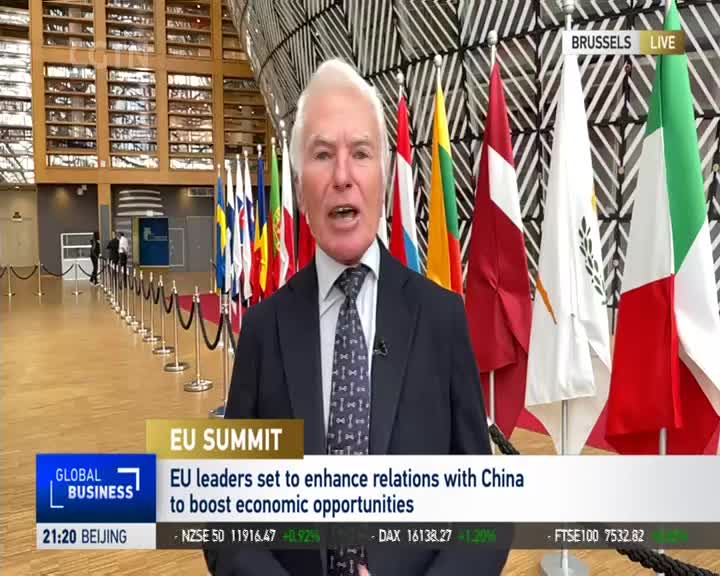 CGTN
BRUSSELS LIVE
EU SUMMIT
GLOBAL
BUSINESS
EU leaders set to enhance relations with China
to boost economic opportunities
21:20 BEIJING - NZSE 50 11916.47 +0.92% - DAX 16138.27 +1.20% - FTSE100 7532.82